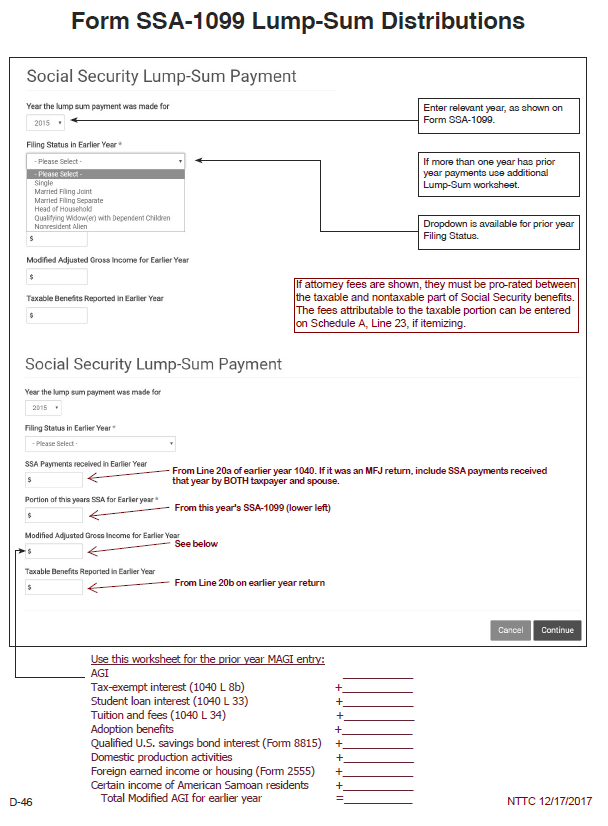 Form SSA-1099 Lump-Sum Distributions
Social Security Lump-Sum Payment
Year the lump sum payment was made for
2015
Enter relevant year, as shown on
Form SSA-1099.
Filing Status in Earlier Year *
- Please Select -
- Please Select -
Single
Married Filing Joint
Married Filing Separate
Head of Household
Qualifying Widow(er) with Dependent Children
Nonresident Alien
If more than one year has prior
year payments use additional
Lump-Sum worksheet.
Dropdown is available for prior year
Filing Status.
$
Modified Adjusted Gross Income for Earlier Year
$
Taxable Benefits Reported in Earlier Year
$
If attorney fees are shown, they must be pro-rated between
the taxable and nontaxable part of Social Security benefits.
The fees attributable to the taxable portion can be entered
on Schedule A, Line 23, if itemizing.
Social Security Lump-Sum Payment
Year the lump sum payment was made for
2015
Filing Status in Earlier Year *
- Please Select -
SSA Payments received in Earlier Year
$
From Line 20a of earlier year 1040. If it was an MFJ return, include SSA payments received
that year by BOTH taxpayer and spouse.
Portion of this years SSA for Earlier year *
$
From this year's SSA-1099 (lower left)
Modified Adjusted Gross Income for Earlier Year
$
See below
Taxable Benefits Reported in Earlier Year
$
From Line 20b on earlier year return
Cancel
Continue
Use this worksheet for the prior year MAGI entry:
AGI ____________
Tax-exempt interest (1040 L 8b) +____________
Student loan interest (1040 L 33) +____________
Tuition and fees (1040 L 34) +____________
Adoption benefits +____________
Qualified U.S. savings bond interest (Form 8815) +____________
Domestic production activities +____________
Foreign earned income or housing (Form 2555) +____________
Certain income of American Samoan residents +____________
Total Modified AGI for earlier year =____________
D-46
NTTC 12/17/2017